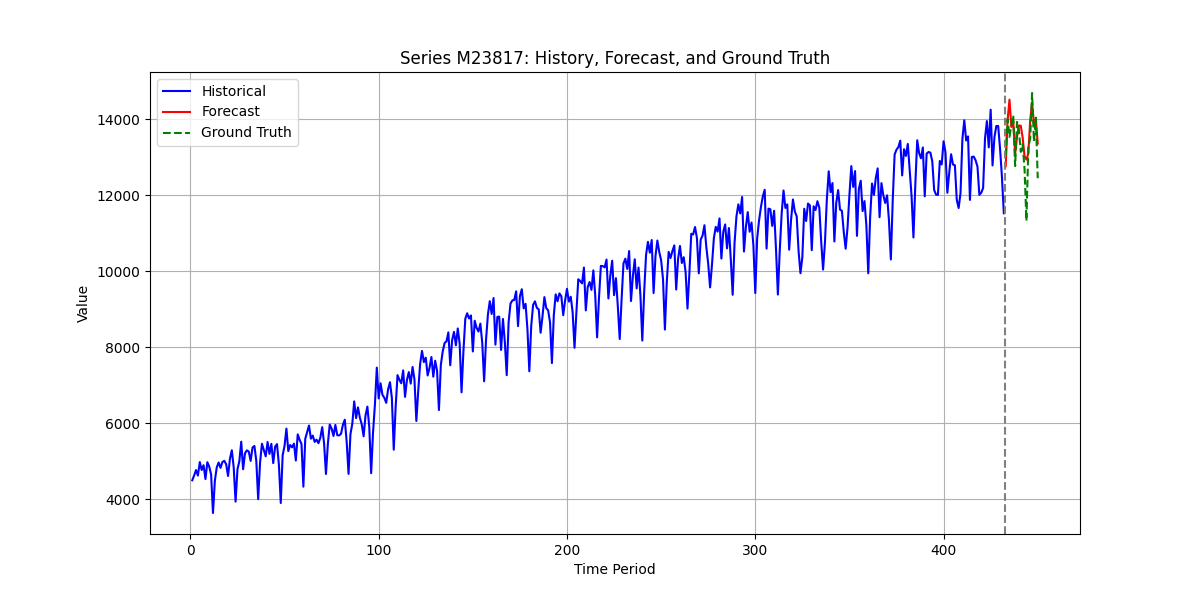 Series M23817: History, Forecast, and Ground Truth
Historical
Forecast
Ground Truth
14000
12000
10000
8000
6000
4000
Value
0 100 200 300 400
Time Period